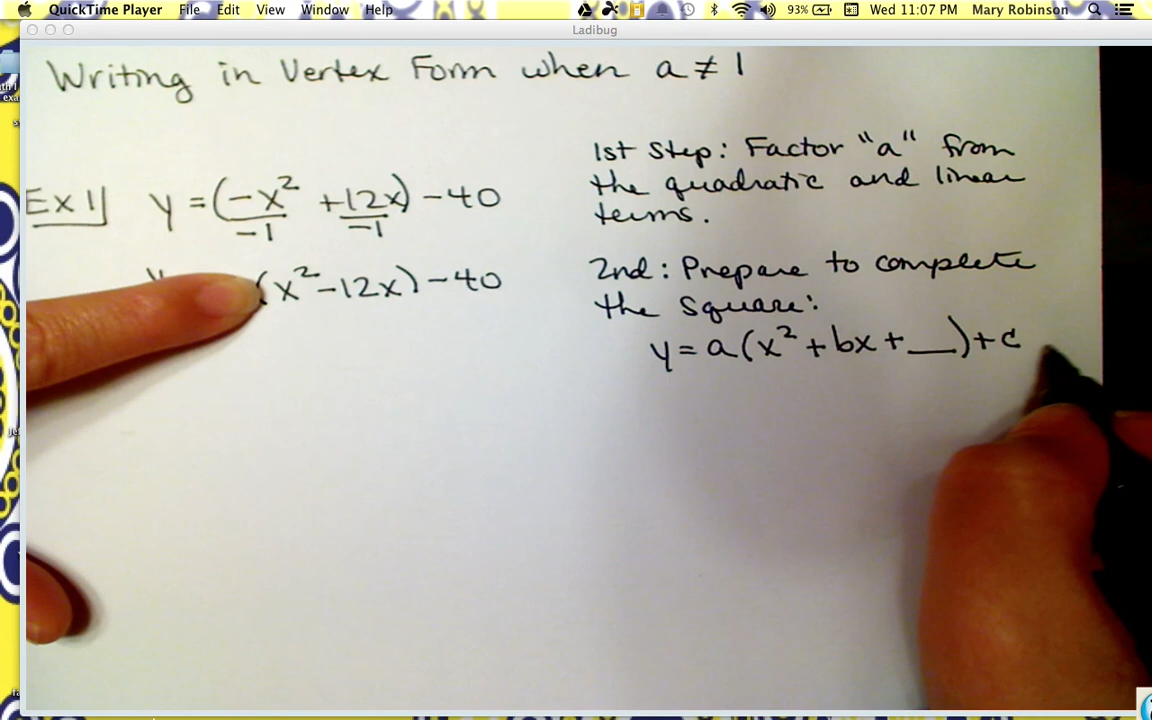 QuickTime Player File Edit View Window Help 93% Wed 11:07 PM Mary Robinson
Ladibug
Writing in Vertex Form when a ≠ 1
1st Step: Factor "a" from
the quadratic and linear
terms.
Ex 1 y = (-x² + 12x) - 40
-1 -1
2nd: Prepare to complete
the square:
(x² - 12x) - 40
y = a(x² + bx + __) + c